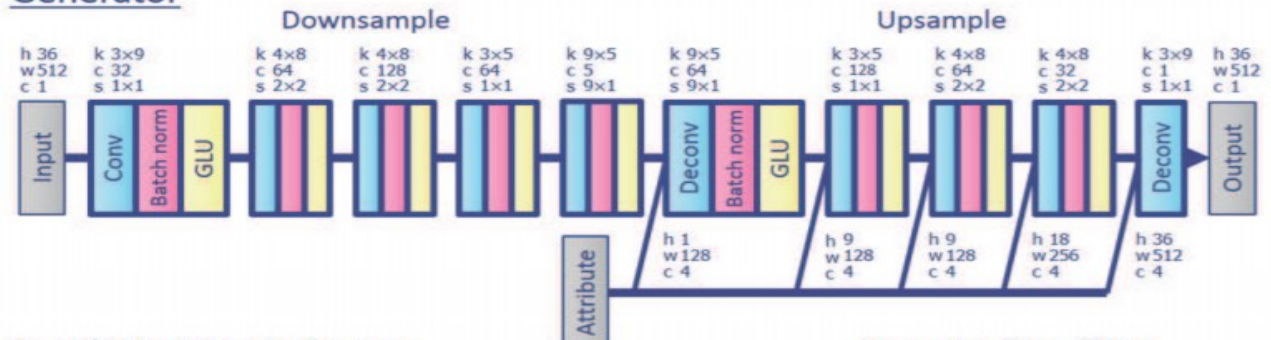 Generator
Downsample
Upsample
h 36
w 512
c 1
k 3×9
c 32
s 1×1
k 4×8
c 64
s 2×2
k 4×8
c 128
s 2×2
k 3×5
c 64
s 1×1
k 9×5
c 5
s 9×1
k 9×5
c 64
s 9×1
k 3×5
c 128
s 1×1
k 4×8
c 64
s 2×2
k 4×8
c 32
s 2×2
k 3×9
c 1
s 1×1
h 36
w 512
c 1
Input
Conv
Batch norm
GLU
Deconv
Batch norm
GLU
Deconv
Output
Attribute
h 1
w 128
c 4
h 9
w 128
c 4
h 9
w 128
c 4
h 18
w 256
c 4
h 36
w 512
c 4